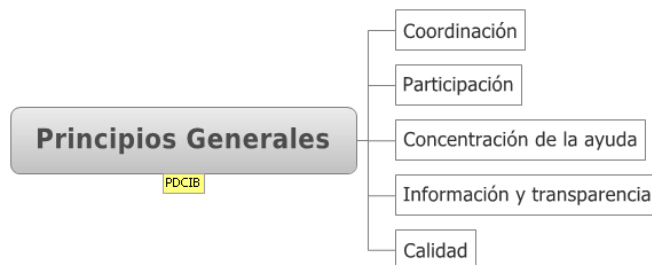 Principios Generales
PDCIB
Coordinación
Participación
Concentración de la ayuda
Información y transparencia
Calidad